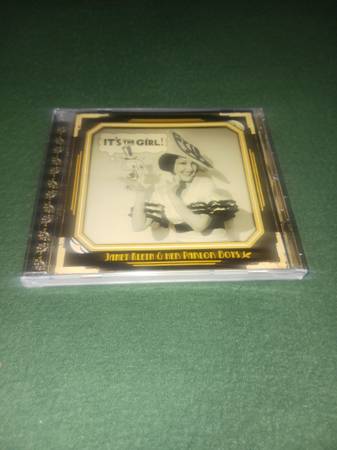 IT'S THE GIRL!
JANET KLEIN & HER PARLOR BOYS